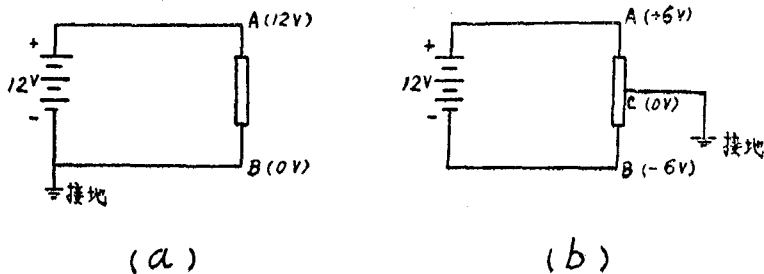 A (12V)
+
12V
-
B (0V)
接地
(a)
A (+6V)
+
12V
-
C (0V)
接地
B (-6V)
(b)